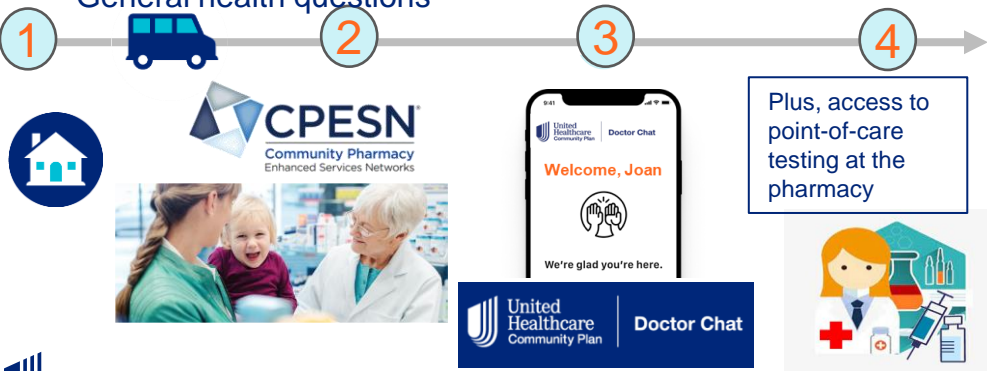 General health questions
1
2
3
4
CPESN®
Community Pharmacy
Enhanced Services Networks
9:41
United
Healthcare
Community Plan
Doctor Chat
Welcome, Joan
We're glad you're here.
United
Healthcare
Community Plan
Doctor Chat
Plus, access to
point-of-care
testing at the
pharmacy